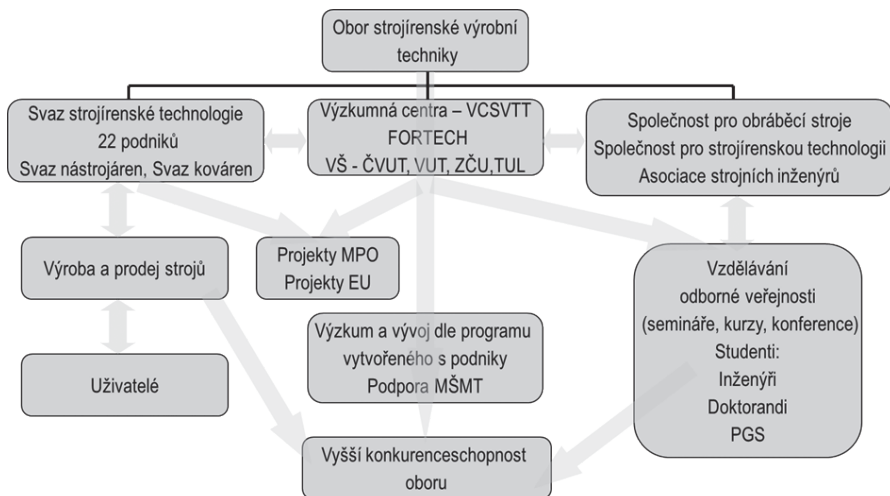 Obor strojírenské výrobní
techniky
Svaz strojírenské technologie
22 podniků
Svaz nástrojáren, Svaz kováren
Výzkumná centra – VCSVTT
FORTECH
VŠ - ČVUT, VUT, ZČU,TUL
Společnost pro obráběcí stroje
Společnost pro strojírenskou technologii
Asociace strojních inženýrů
Výroba a prodej strojů
Projekty MPO
Projekty EU
Vzdělávání
odborné veřejnosti
(semináře, kurzy, konference)
Studenti:
Inženýři
Doktorandi
PGS
Výzkum a vývoj dle programu
vytvořeného s podniky
Podpora MŠMT
Uživatelé
Vyšší konkurenceschopnost
oboru